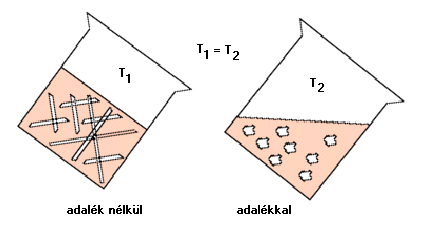 T1 = T2
T1
T2
adalék nélkül
adalékkal